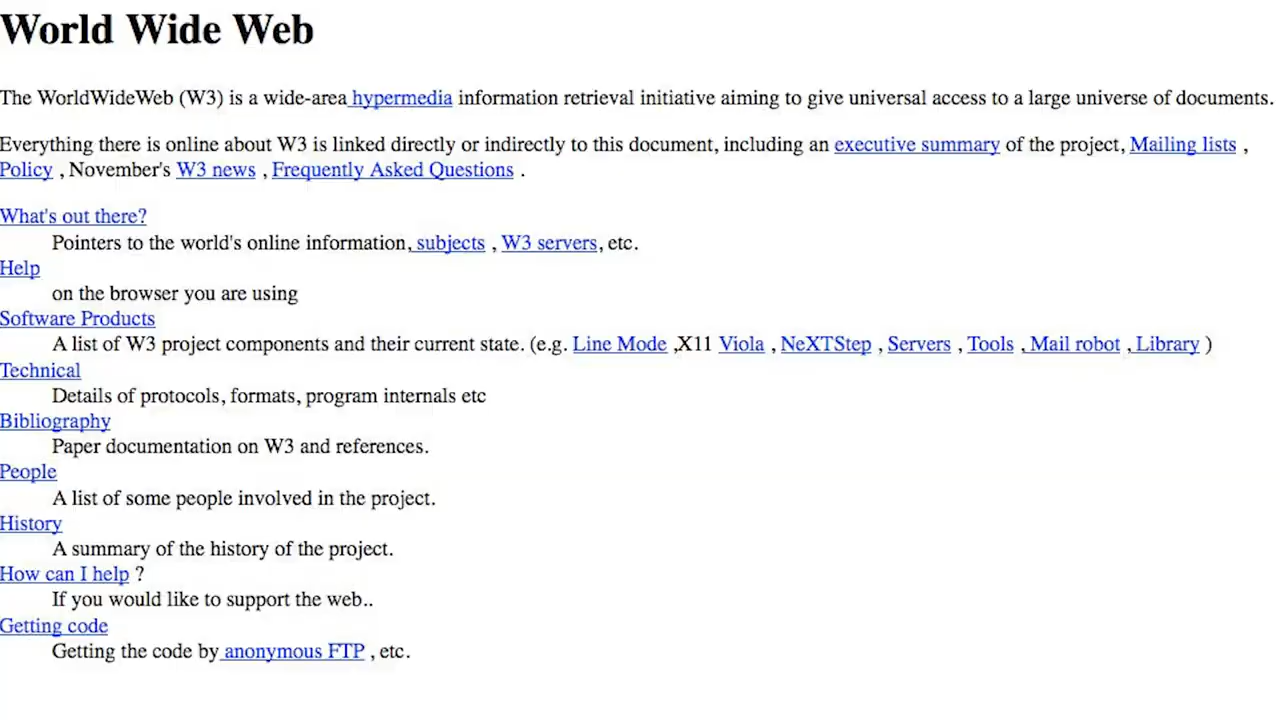 World Wide Web
The WorldWideWeb (W3) is a wide-area hypermedia information retrieval initiative aiming to give universal access to a large universe of documents.
Everything there is online about W3 is linked directly or indirectly to this document, including an executive summary of the project, Mailing lists ,
Policy , November's W3 news , Frequently Asked Questions .
What's out there?
Pointers to the world's online information, subjects , W3 servers, etc.
Help
on the browser you are using
Software Products
A list of W3 project components and their current state. (e.g. Line Mode ,X11 Viola , NeXTStep , Servers , Tools , Mail robot , Library )
Technical
Details of protocols, formats, program internals etc
Bibliography
Paper documentation on W3 and references.
People
A list of some people involved in the project.
History
A summary of the history of the project.
How can I help ?
If you would like to support the web..
Getting code
Getting the code by anonymous FTP , etc.